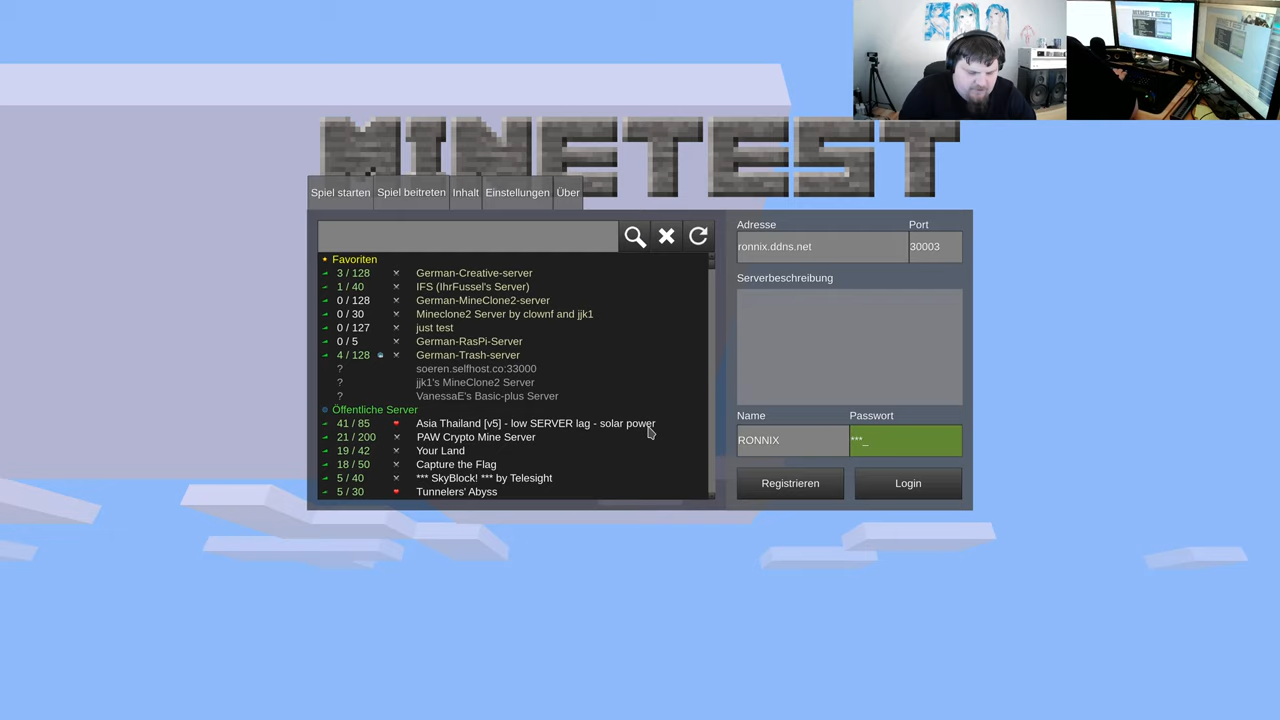 MINETEST
Spiel starten Spiel beitreten Inhalt Einstellungen Über
Favoriten
3 / 128 German-Creative-server
1 / 40 IFS (IhrFussel's Server)
0 / 128 German-MineClone2-server
0 / 30 Mineclone2 Server by clownf and jjk1
0 / 127 just test
0 / 5 German-RasPi-Server
4 / 128 German-Trash-server
? soeren.selfhost.co:33000
? jjk1's MineClone2 Server
? VanessaE's Basic-plus Server
Öffentliche Server
41 / 85 Asia Thailand [v5] - low SERVER lag - solar power
21 / 200 PAW Crypto Mine Server
19 / 42 Your Land
18 / 50 Capture the Flag
5 / 40 *** SkyBlock! *** by Telesight
5 / 30 Tunnelers' Abyss
Adresse Port
ronnix.ddns.net 30003
Serverbeschreibung
Name Passwort
RONNIX ***_
Registrieren Login